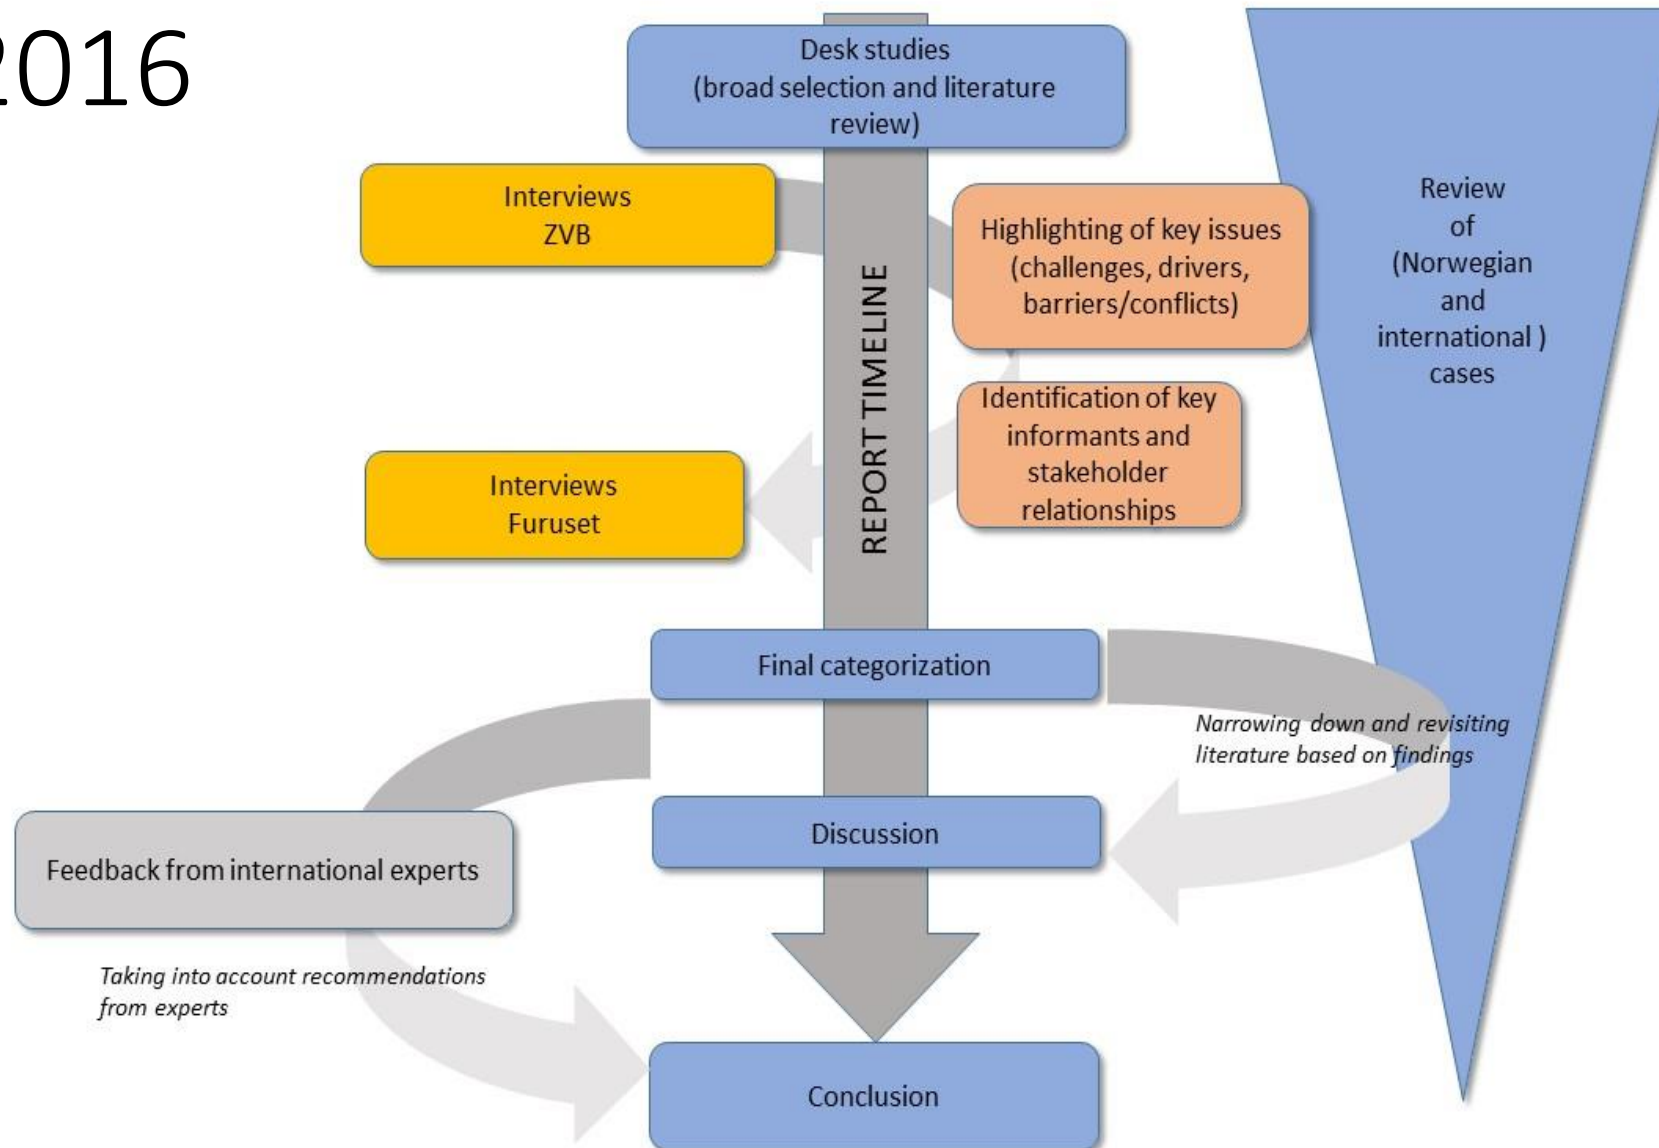 2016
Desk studies
(broad selection and literature
review)
Interviews
ZVB
Highlighting of key issues
(challenges, drivers,
barriers/conflicts)
Review
of
(Norwegian
and
international )
cases
REPORT TIMELINE
Identification of key
informants and
stakeholder
relationships
Interviews
Furuset
Final categorization
Narrowing down and revisiting
literature based on findings
Discussion
Feedback from international experts
Taking into account recommendations
from experts
Conclusion